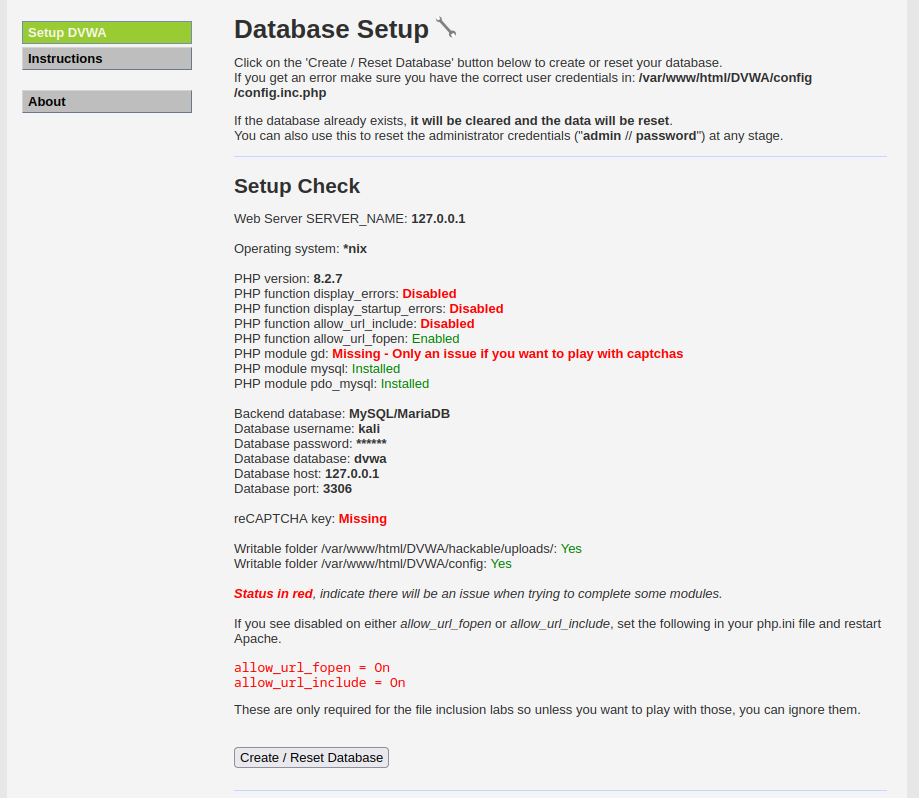 Setup DVWA
Instructions
About
Database Setup
Click on the 'Create / Reset Database' button below to create or reset your database.
If you get an error make sure you have the correct user credentials in: /var/www/html/DVWA/config
/config.inc.php
If the database already exists, it will be cleared and the data will be reset.
You can also use this to reset the administrator credentials ("admin // password") at any stage.
Setup Check
Web Server SERVER_NAME: 127.0.0.1
Operating system: *nix
PHP version: 8.2.7
PHP function display_errors: Disabled
PHP function display_startup_errors: Disabled
PHP function allow_url_include: Disabled
PHP function allow_url_fopen: Enabled
PHP module gd: Missing - Only an issue if you want to play with captchas
PHP module mysql: Installed
PHP module pdo_mysql: Installed
Backend database: MySQL/MariaDB
Database username: kali
Database password: ******
Database database: dvwa
Database host: 127.0.0.1
Database port: 3306
reCAPTCHA key: Missing
Writable folder /var/www/html/DVWA/hackable/uploads/: Yes
Writable folder /var/www/html/DVWA/config: Yes
Status in red, indicate there will be an issue when trying to complete some modules.
If you see disabled on either allow_url_fopen or allow_url_include, set the following in your php.ini file and restart
Apache.
allow_url_fopen = On
allow_url_include = On
These are only required for the file inclusion labs so unless you want to play with those, you can ignore them.
Create / Reset Database